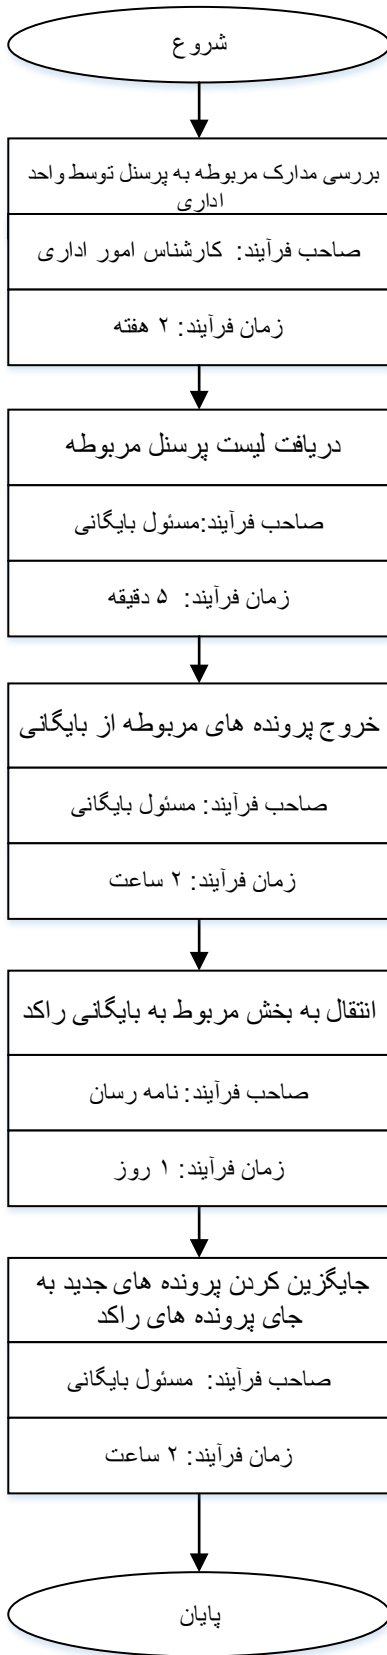 شروع
بررسی مدارک مربوطه به پرسنل توسط واحد
اداری
صاحب فرآیند: کارشناس امور اداری
زمان فرآیند: ۲ هفته
دریافت لیست پرسنل مربوطه
صاحب فرآیند:مسئول بایگانی
زمان فرآیند: ۵ دقیقه
خروج پرونده های مربوطه از بایگانی
صاحب فرآیند: مسئول بایگانی
زمان فرآیند: ۲ ساعت
انتقال به بخش مربوط به بایگانی راکد
صاحب فرآیند: نامه رسان
زمان فرآیند: ۱ روز
جایگزین کردن پرونده های جدید به
جای پرونده های راکد
صاحب فرآیند: مسئول بایگانی
زمان فرآیند: ۲ ساعت
پایان